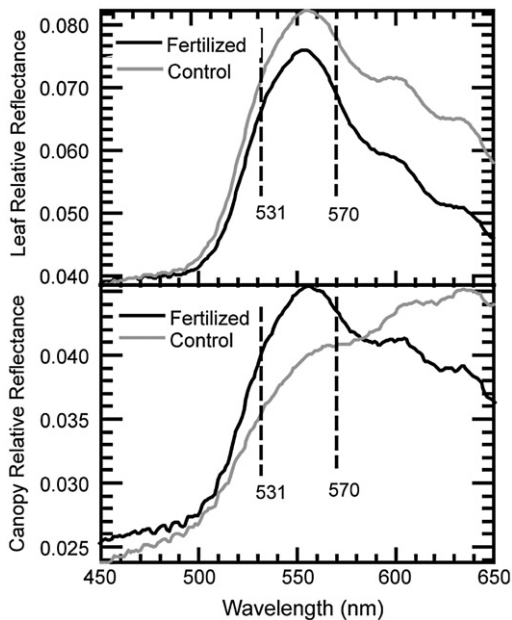 Leaf Relative Reflectance
0.080
0.070
0.060
0.050
0.040
Fertilized
Control
531
570
Canopy Relative Reflectance
0.040
0.035
0.030
0.025
Fertilized
Control
531
570
450
500
550
600
650
Wavelength (nm)